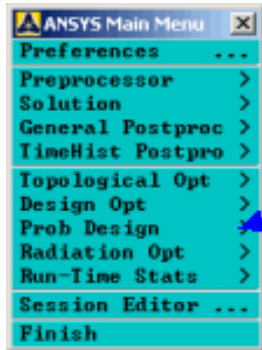 ANSYS Main Menu
Preferences ...
Preprocessor >
Solution >
General Postproc >
TimeHist Postpro >
Topological Opt >
Design Opt >
Prob Design >
Radiation Opt >
Run-Time Stats >
Session Editor ...
Finish